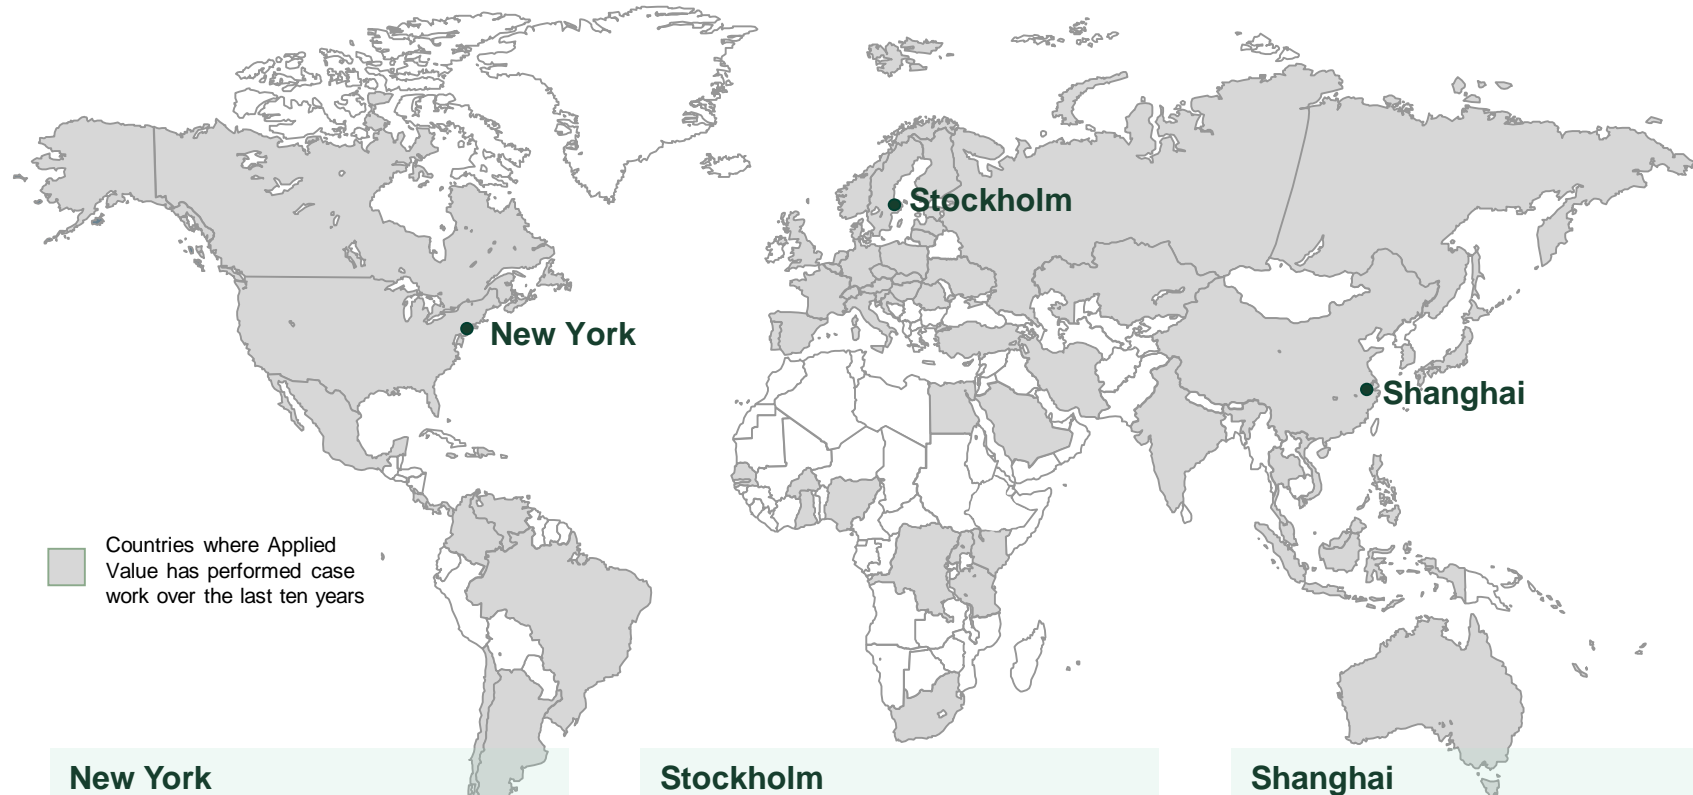 Stockholm
New York
Shanghai
Countries where Applied
Value has performed case
work over the last ten years
New York
Stockholm
Shanghai